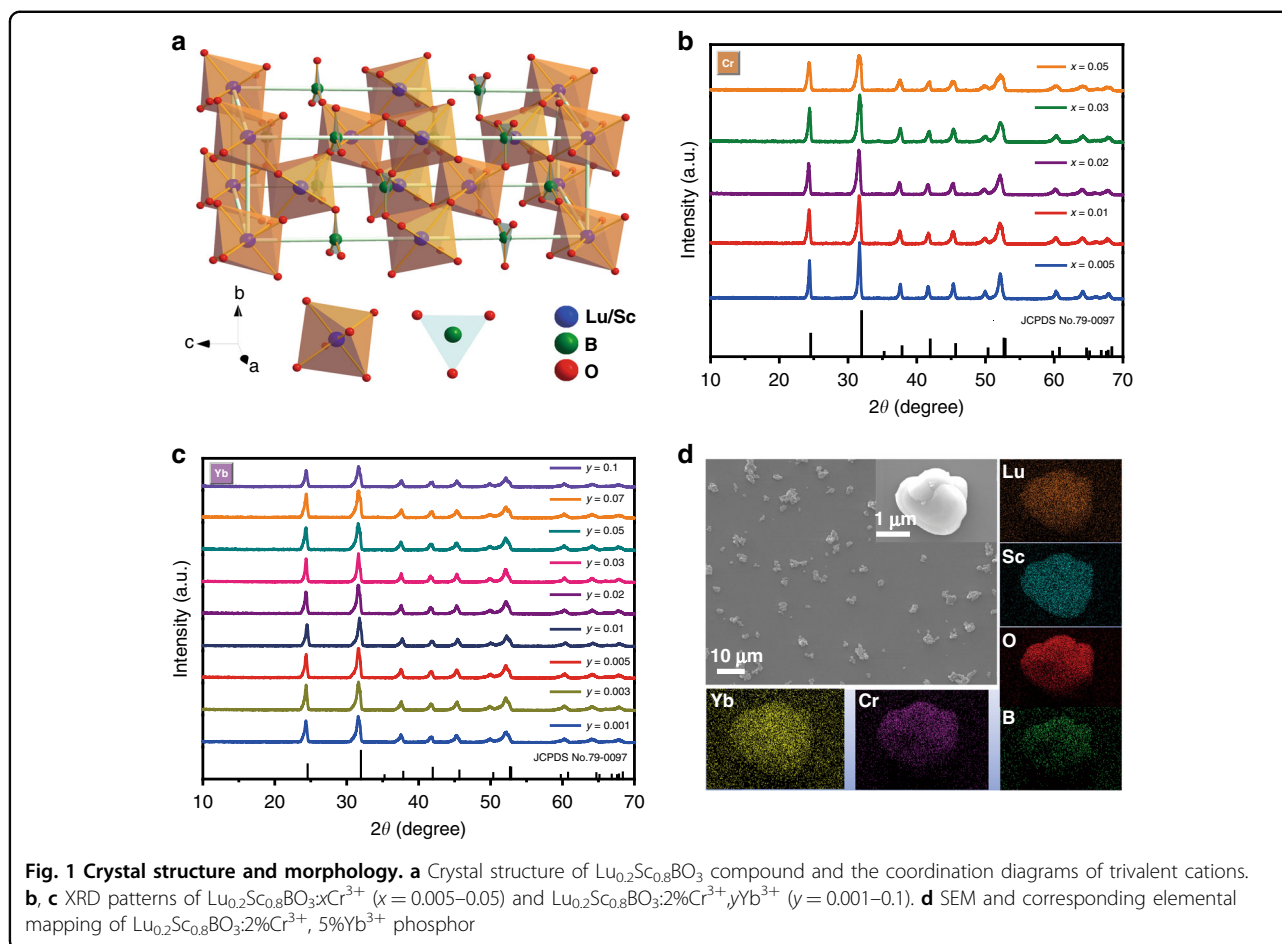 a
b
c
a
Lu/Sc
B
O
b
Cr
Intensity (a.u.)
x = 0.05
x = 0.03
x = 0.02
x = 0.01
x = 0.005
JCPDS No.79-0097
10 20 30 40 50 60 70
2θ (degree)
c
Yb
Intensity (a.u.)
y = 0.1
y = 0.07
y = 0.05
y = 0.03
y = 0.02
y = 0.01
y = 0.005
y = 0.003
y = 0.001
JCPDS No.79-0097
10 20 30 40 50 60 70
2θ (degree)
d
1 μm
10 μm
Lu
Sc
O
B
Yb
Cr
Fig. 1 Crystal structure and morphology. a Crystal structure of Lu₀.₂Sc₀.₈BO₃ compound and the coordination diagrams of trivalent cations.
b, c XRD patterns of Lu₀.₂Sc₀.₈BO₃:xCr³⁺ (x = 0.005–0.05) and Lu₀.₂Sc₀.₈BO₃:2%Cr³⁺,yYb³⁺ (y = 0.001–0.1). d SEM and corresponding elemental
mapping of Lu₀.₂Sc₀.₈BO₃:2%Cr³⁺, 5%Yb³⁺ phosphor